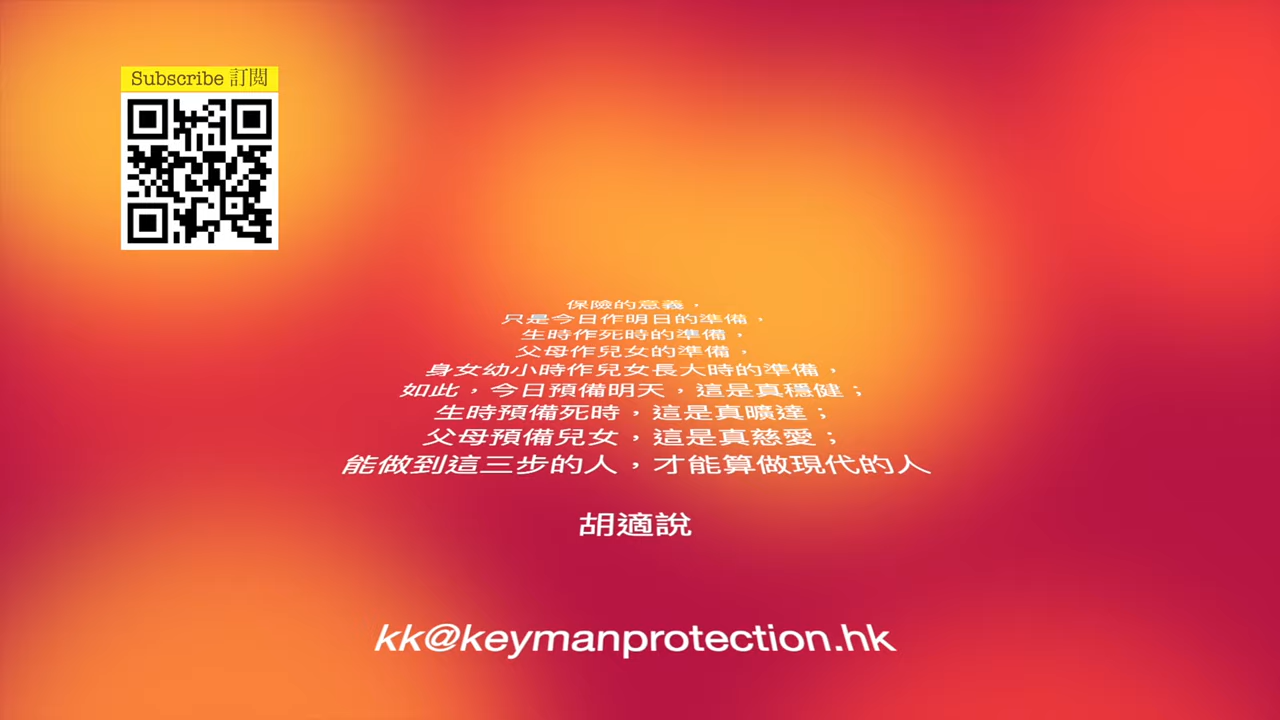 Subscribe 訂閱
保險的意義，
只是今日作明日的準備，
生時作死時的準備，
父母作兒女的準備，
身女幼小時作兒女長大時的準備，
如此，今日預備明天，這是真穩健；
生時預備死時，這是真曠達；
父母預備兒女，這是真慈愛；
能做到這三步的人，才能算做現代的人
胡適說
kk@keymanprotection.hk